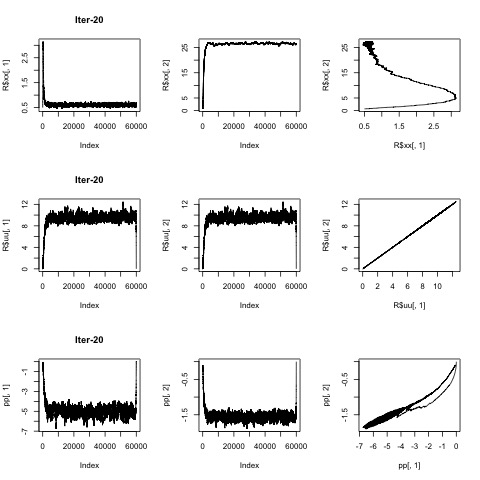 Iter-20
R$xx[, 1]
0.5 1.5 2.5
0 20000 40000 60000
Index
R$xx[, 2]
5 15 25
0 20000 40000 60000
Index
R$xx[, 2]
5 15 25
0.5 1.5 2.5
R$xx[, 1]
Iter-20
R$uu[, 1]
0 4 8 12
0 20000 40000 60000
Index
R$uu[, 2]
0 4 8 12
0 20000 40000 60000
Index
R$uu[, 2]
0 4 8 12
0 2 4 6 8 10
R$uu[, 1]
Iter-20
pp[, 1]
-7 -5 -3 -1
0 20000 40000 60000
Index
pp[, 2]
-1.5 -0.5
0 20000 40000 60000
Index
pp[, 2]
-1.5 -0.5
-7 -6 -5 -4 -3 -2 -1 0
pp[, 1]